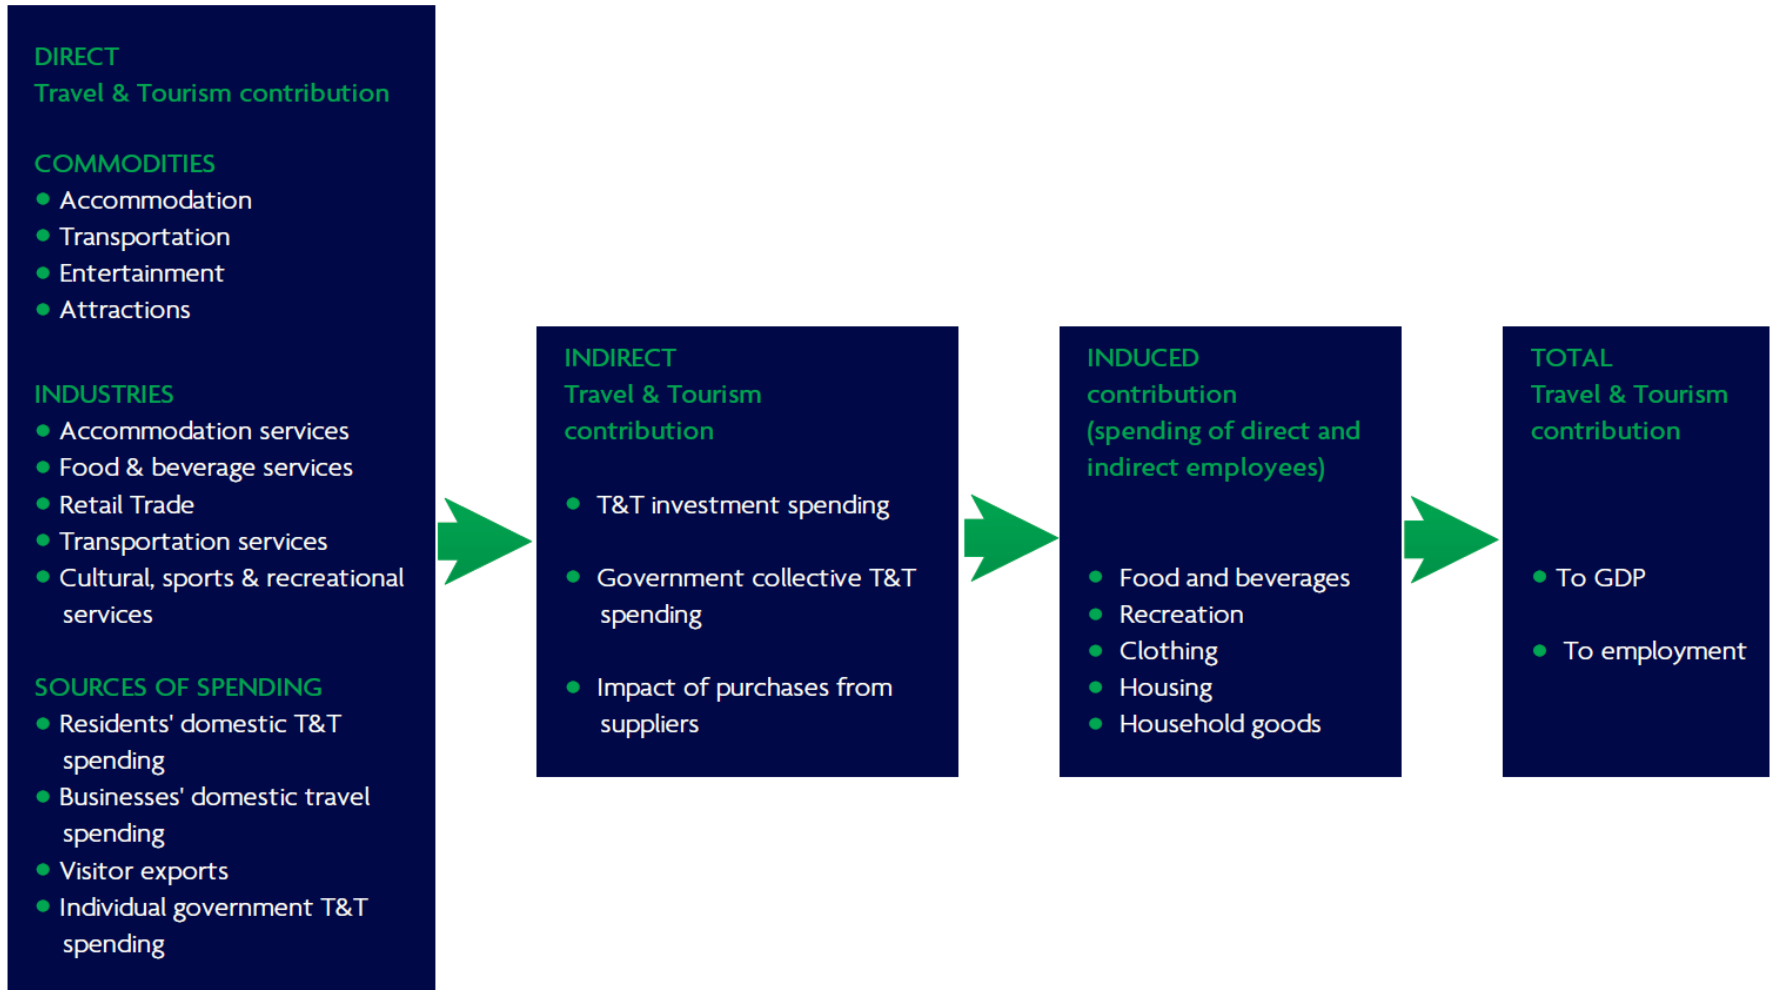 DIRECT
Travel & Tourism contribution
COMMODITIES
• Accommodation
• Transportation
• Entertainment
• Attractions
INDUSTRIES
• Accommodation services
• Food & beverage services
• Retail Trade
• Transportation services
• Cultural, sports & recreational
services
SOURCES OF SPENDING
• Residents' domestic T&T
spending
• Businesses' domestic travel
spending
• Visitor exports
• Individual government T&T
spending
INDIRECT
Travel & Tourism
contribution
• T&T investment spending
• Government collective T&T
spending
• Impact of purchases from
suppliers
INDUCED
contribution
(spending of direct and
indirect employees)
• Food and beverages
• Recreation
• Clothing
• Housing
• Household goods
TOTAL
Travel & Tourism
contribution
• To GDP
• To employment